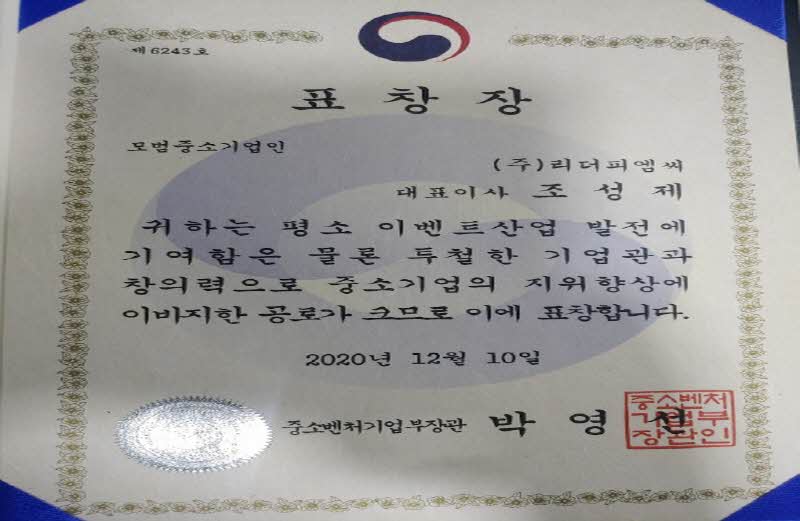 제 6243 호
표 창 장
모범중소기업인
(주)리더피엠씨
대표이사 조 성 제
귀하는 평소 이벤트산업 발전에
기여함은 물론 투철한 기업관과
창의력으로 중소기업의 지위향상에
이바지한 공로가 크므로 이에 표창합니다.
2020년 12월 10일
중소벤처기업부장관 박 영 선
중소벤처
기업부
장관인